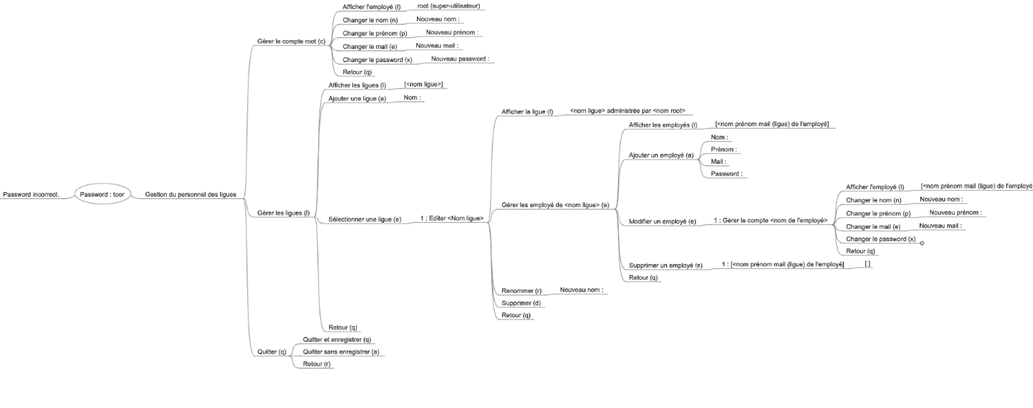 Password incorrect.
Password : toor
Gestion du personnel des ligues
Gérer le compte root (c)
Afficher l'employé (l)
root (super-utilisateur)
Changer le nom (n)
Nouveau nom :
Changer le prénom (p)
Nouveau prénom :
Changer le mail (e)
Nouveau mail :
Changer le password (x)
Nouveau password :
Retour (q)
Gérer les ligues (l)
Afficher les ligues (l)
[<nom ligue>]
Ajouter une ligue (a)
Nom :
Sélectionner une ligue (e)
1 : Editer <Nom ligue>
Afficher la ligue (l)
<nom ligue> administrée par <nom root>
Gérer les employé de <nom ligue> (e)
Afficher les employés (l)
[<nom prénom mail (ligue) de l'employé]
Ajouter un employé (a)
Nom :
Prénom :
Mail :
Password :
Modifier un employé (e)
1 : Gérer le compte <nom de l'employé>
Afficher l'employé (l)
[<nom prénom mail (ligue) de l'employé
Changer le nom (n)
Nouveau nom :
Changer le prénom (p)
Nouveau prénom :
Changer le mail (e)
Nouveau mail :
Changer le password (x)
Retour (q)
Supprimer un employé (s)
1 : [<nom prénom mail (ligue) de l'employé]
[ ]
Retour (q)
Renommer (r)
Nouveau nom :
Supprimer (d)
Retour (q)
Retour (q)
Quitter (q)
Quitter et enregistrer (q)
Quitter sans enregistrer (a)
Retour (r)